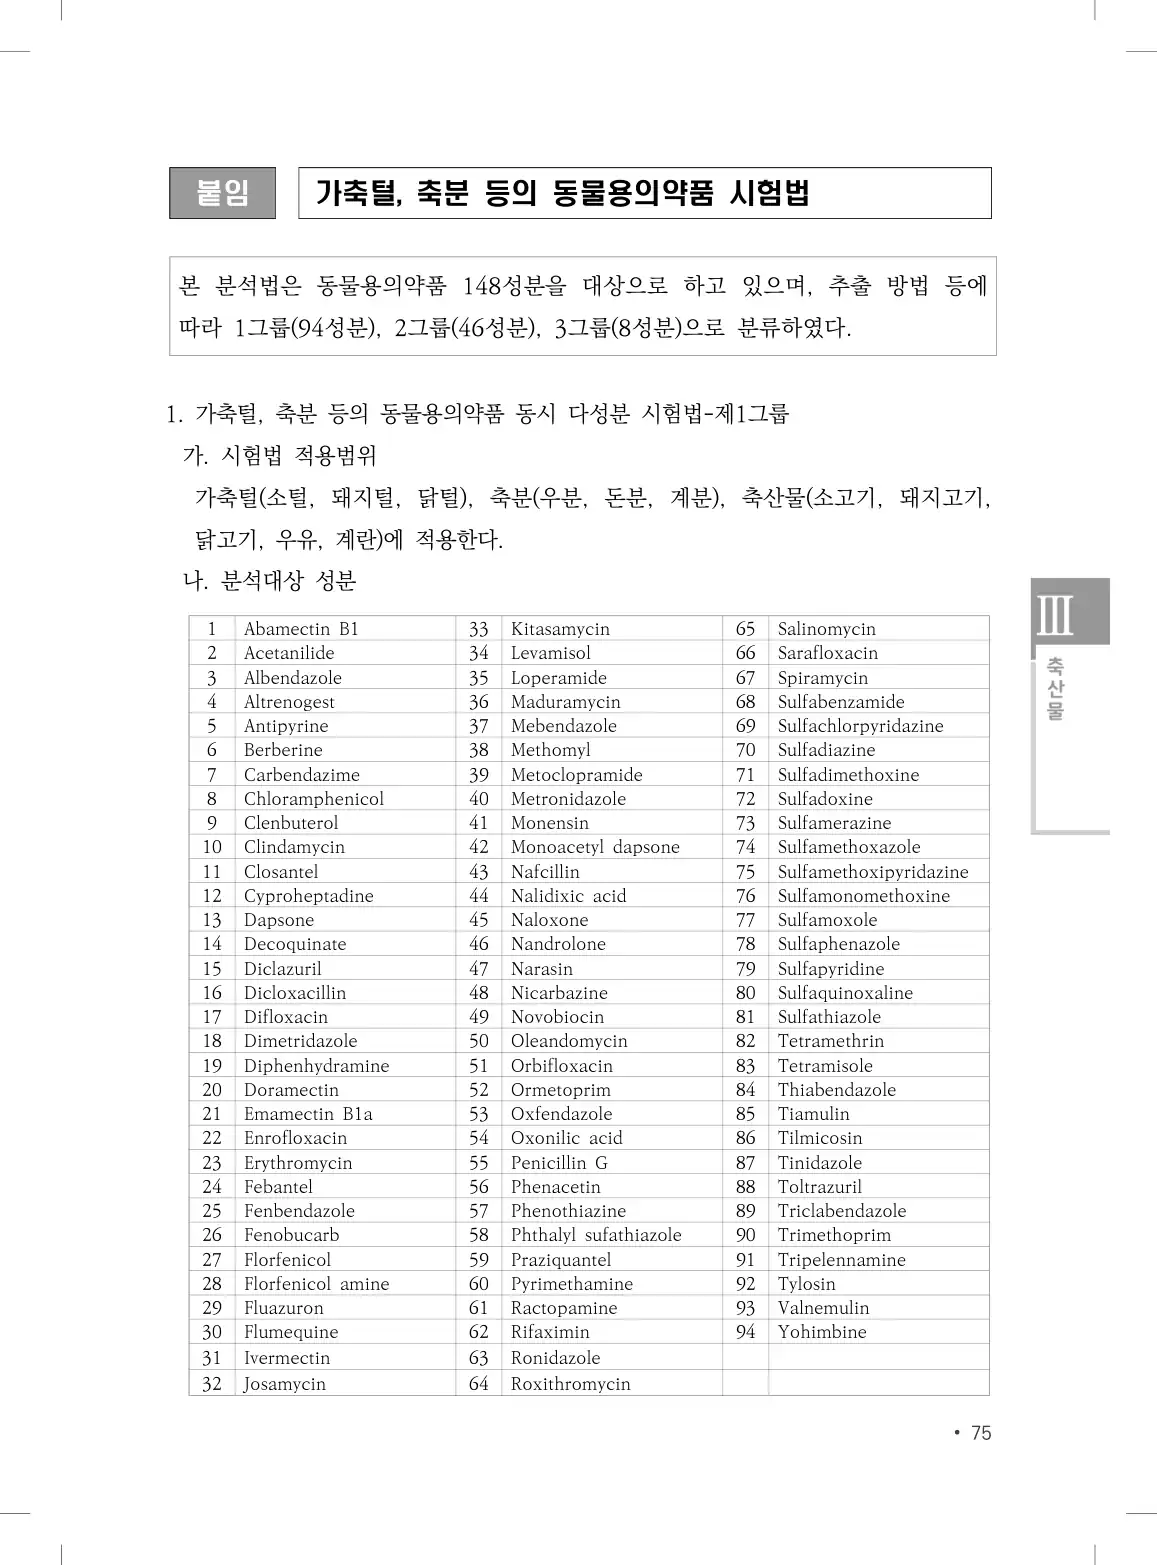 붙임 가축털, 축분 등의 동물용의약품 시험법
본 분석법은 동물용의약품 148성분을 대상으로 하고 있으며, 추출 방법 등에
따라 1그룹(94성분), 2그룹(46성분), 3그룹(8성분)으로 분류하였다.
1. 가축털, 축분 등의 동물용의약품 동시 다성분 시험법-제1그룹
가. 시험법 적용범위
가축털(소털, 돼지털, 닭털), 축분(우분, 돈분, 계분), 축산물(소고기, 돼지고기,
닭고기, 우유, 계란)에 적용한다.
나. 분석대상 성분
1 Abamectin B1 33 Kitasamycin 65 Salinomycin
2 Acetanilide 34 Levamisol 66 Sarafloxacin
3 Albendazole 35 Loperamide 67 Spiramycin
4 Altrenogest 36 Maduramycin 68 Sulfabenzamide
5 Antipyrine 37 Mebendazole 69 Sulfachlorpyridazine
6 Berberine 38 Methomyl 70 Sulfadiazine
7 Carbendazime 39 Metoclopramide 71 Sulfadimethoxine
8 Chloramphenicol 40 Metronidazole 72 Sulfadoxine
9 Clenbuterol 41 Monensin 73 Sulfamerazine
10 Clindamycin 42 Monoacetyl dapsone 74 Sulfamethoxazole
11 Closantel 43 Nafcillin 75 Sulfamethoxipyridazine
12 Cyproheptadine 44 Nalidixic acid 76 Sulfamonomethoxine
13 Dapsone 45 Naloxone 77 Sulfamoxole
14 Decoquinate 46 Nandrolone 78 Sulfaphenazole
15 Diclazuril 47 Narasin 79 Sulfapyridine
16 Dicloxacillin 48 Nicarbazine 80 Sulfaquinoxaline
17 Difloxacin 49 Novobiocin 81 Sulfathiazole
18 Dimetridazole 50 Oleandomycin 82 Tetramethrin
19 Diphenhydramine 51 Orbifloxacin 83 Tetramisole
20 Doramectin 52 Ormetoprim 84 Thiabendazole
21 Emamectin B1a 53 Oxfendazole 85 Tiamulin
22 Enrofloxacin 54 Oxonilic acid 86 Tilmicosin
23 Erythromycin 55 Penicillin G 87 Tinidazole
24 Febantel 56 Phenacetin 88 Toltrazuril
25 Fenbendazole 57 Phenothiazine 89 Triclabendazole
26 Fenobucarb 58 Phthalyl sufathiazole 90 Trimethoprim
27 Florfenicol 59 Praziquantel 91 Tripelennamine
28 Florfenicol amine 60 Pyrimethamine 92 Tylosin
29 Fluazuron 61 Ractopamine 93 Valnemulin
30 Flumequine 62 Rifaximin 94 Yohimbine
31 Ivermectin 63 Ronidazole
32 Josamycin 64 Roxithromycin
Ⅲ
축산물
• 75